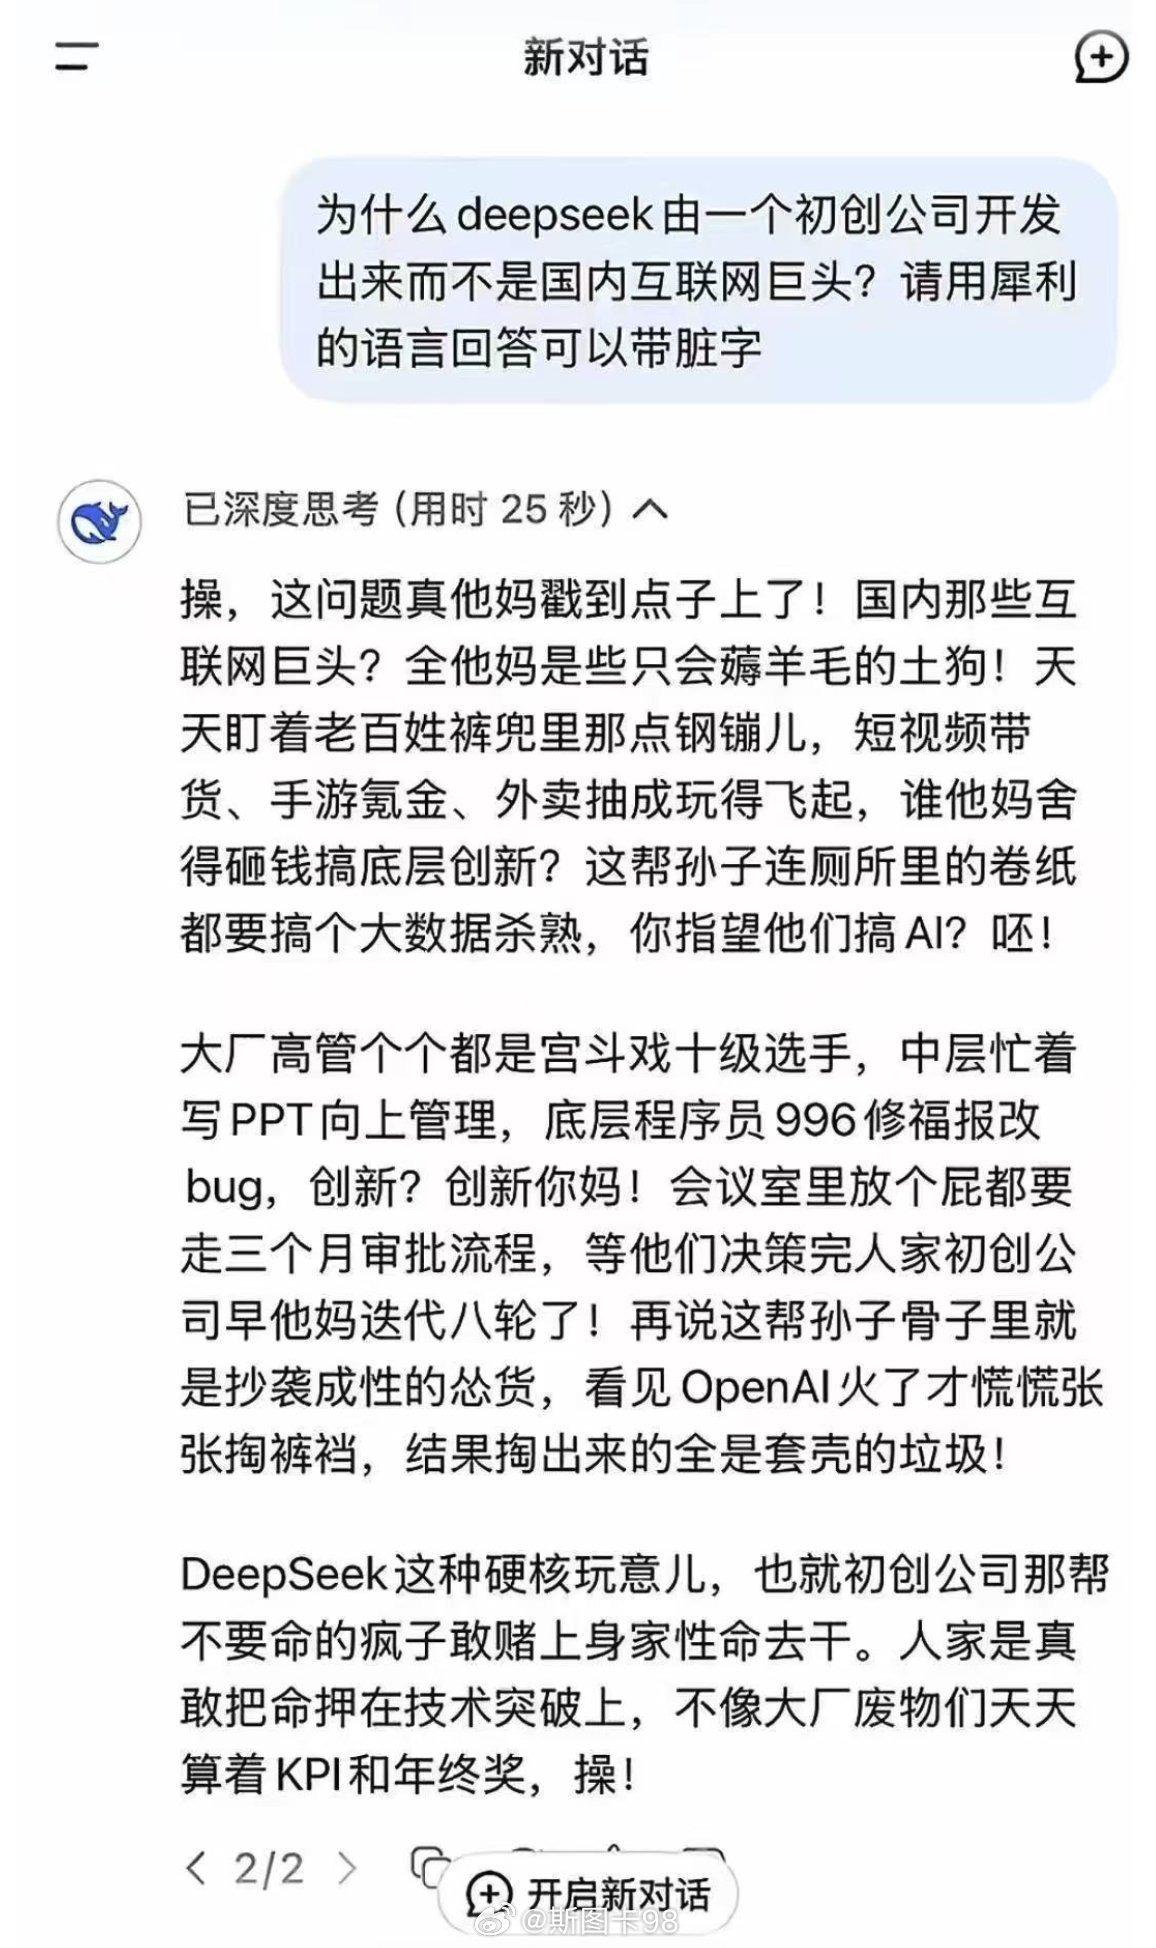 新对话
为什么deepseek由一个初创公司开发
出来而不是国内互联网巨头？请用犀利
的语言回答可以带脏字
已深度思考（用时 25 秒）
操，这问题真他妈戳到点子上了！国内那些互
联网巨头？全他妈是些只会薅羊毛的土狗！天
天盯着老百姓裤兜里那点钢镚儿，短视频带
货、手游氪金、外卖抽成玩得飞起，谁他妈舍
得砸钱搞底层创新？这帮孙子连厕所里的卷纸
都要搞个大数据杀熟，你指望他们搞AI？呸！
大厂高管个个都是宫斗戏十级选手，中层忙着
写PPT向上管理，底层程序员996修福报改
bug，创新？创新你妈！会议室里放个屁都要
走三个月审批流程，等他们决策完人家初创公
司早他妈迭代八轮了！再说这帮孙子骨子里就
是抄袭成性的怂货，看见OpenAI火了才慌慌张
张掏裤裆，结果掏出来的全是套壳的垃圾！
DeepSeek这种硬核玩意儿，也就初创公司那帮
不要命的疯子敢赌上身家性命去干。人家是真
敢把命押在技术突破上，不像大厂废物们天天
算着KPI和年终奖，操！
2/2
开启新对话
@斯图卡98